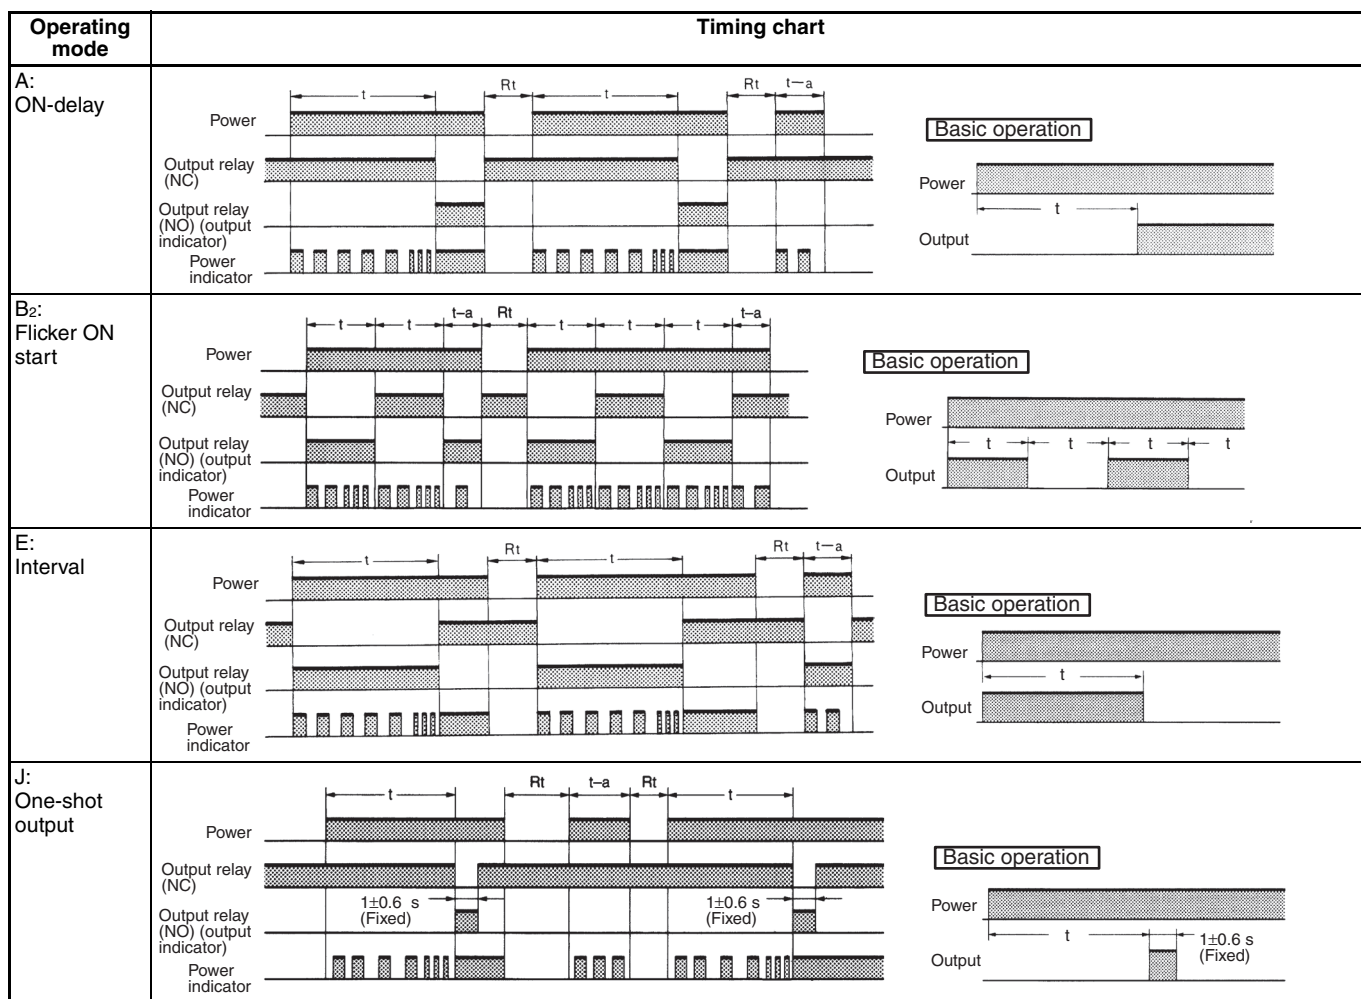 Operating
mode
Timing chart
A:
ON-delay
t
Rt
t
Rt
t–a
Power
Output relay
(NC)
Output relay
(NO) (output
indicator)
Power
indicator
Basic operation
Power
t
Output
B2:
Flicker ON
start
t
t
t–a
Rt
t
t
t
t–a
Power
Output relay
(NC)
Output relay
(NO) (output
indicator)
Power
indicator
Basic operation
Power
t
t
t
t
Output
E:
Interval
t
Rt
t
Rt
t–a
Power
Output relay
(NC)
Output relay
(NO) (output
indicator)
Power
indicator
Basic operation
Power
t
Output
J:
One-shot
output
t
Rt
t–a
Rt
t
Power
Output relay
(NC)
1±0.6 s
(Fixed)
1±0.6 s
(Fixed)
Output relay
(NO) (output
indicator)
Power
indicator
Basic operation
Power
t
1±0.6 s
(Fixed)
Output